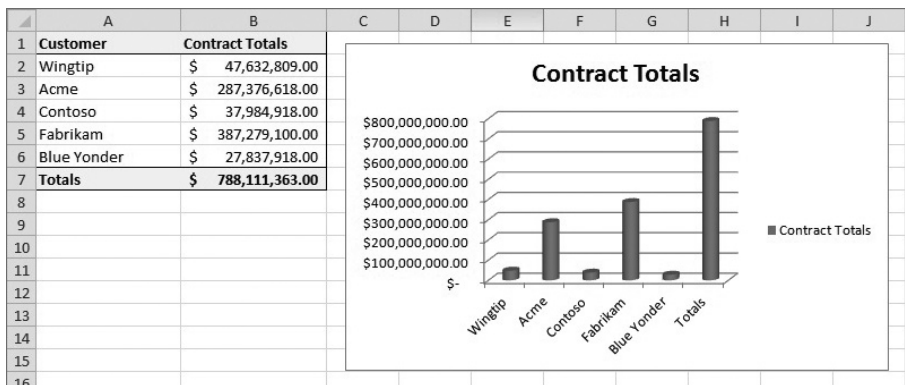 A B C D E F G H I J
1 Customer Contract Totals
2 Wingtip $ 47,632,809.00
3 Acme $ 287,376,618.00
4 Contoso $ 37,984,918.00
5 Fabrikam $ 387,279,100.00
6 Blue Yonder $ 27,837,918.00
7 Totals $ 788,111,363.00
8
9
10
11
12
13
14
15
16
Contract Totals
$800,000,000.00
$700,000,000.00
$600,000,000.00
$500,000,000.00
$400,000,000.00
$300,000,000.00
$200,000,000.00
$100,000,000.00
$-
Wingtip
Acme
Contoso
Fabrikam
Blue Yonder
Totals
Contract Totals